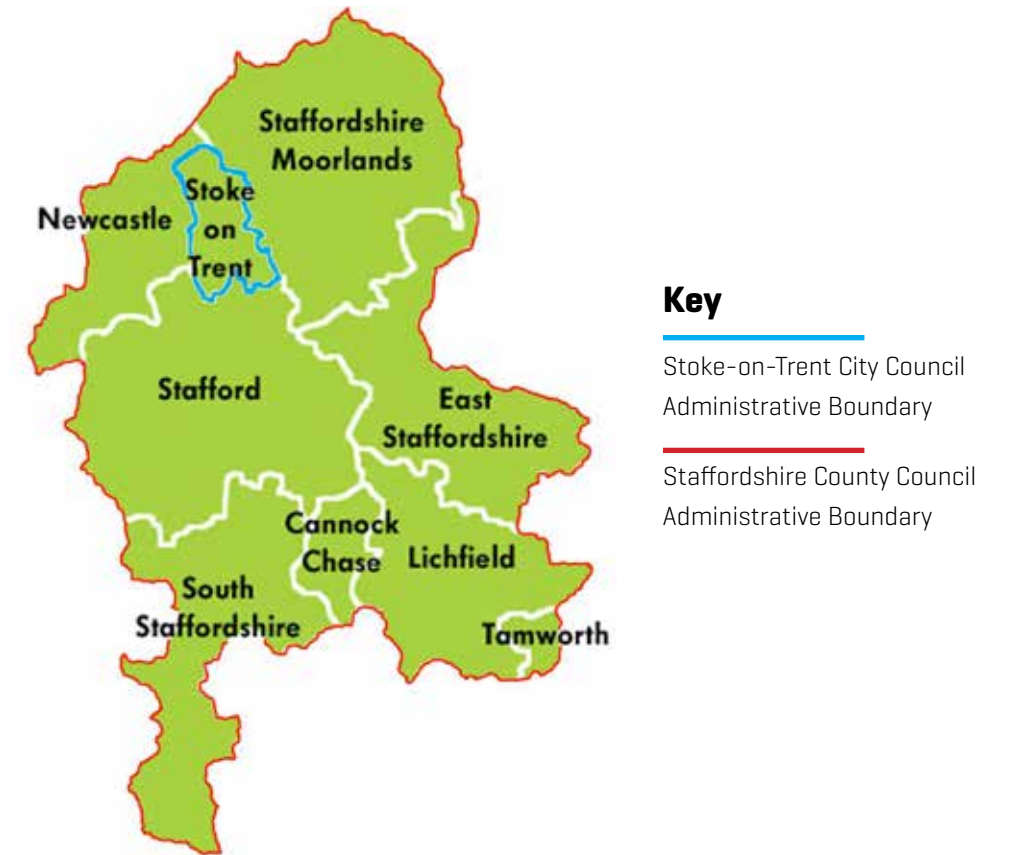 Staffordshire
Moorlands
Stoke
on
Trent
Newcastle
Stafford
East
Staffordshire
Cannock
Chase
Lichfield
South
Staffordshire
Tamworth
Key
Stoke-on-Trent City Council
Administrative Boundary
Staffordshire County Council
Administrative Boundary